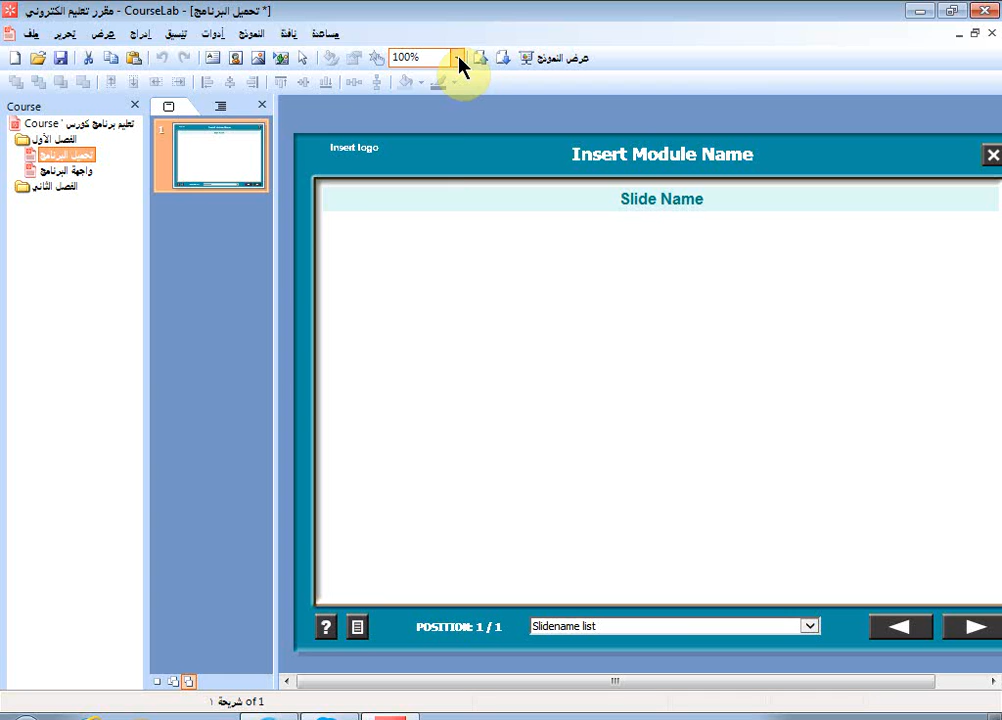 مقرر تعليم الكتروني - CourseLab - [تحميل البرنامج *]
ملف تحرير عرض إدراج تنسيق أدوات النموذج نافذة مساعدة
100%
عرض النموذج
Course
تعليم برنامج كورس ' Course
الفصل الأول
تحميل البرنامج
واجهة البرنامج
الفصل الثاني
1
Insert logo
Insert Module Name
Slide Name
?
POSITION: 1 / 1
Slidename list
شريحة ١ of 1